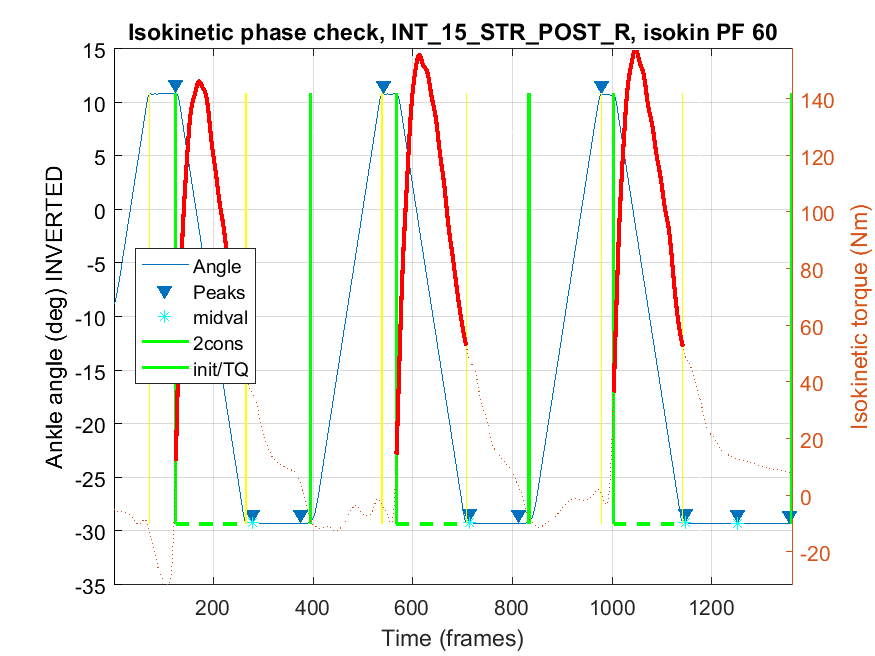 Isokinetic phase check, INT_15_STR_POST_R, isokin PF 60
15
10
5
0
-5
-10
-15
-20
-25
-30
-35
Ankle angle (deg) INVERTED
Angle
Peaks
midval
2cons
init/TQ
140
120
100
80
60
40
20
0
-20
Isokinetic torque (Nm)
200
400
600
800
1000
1200
Time (frames)